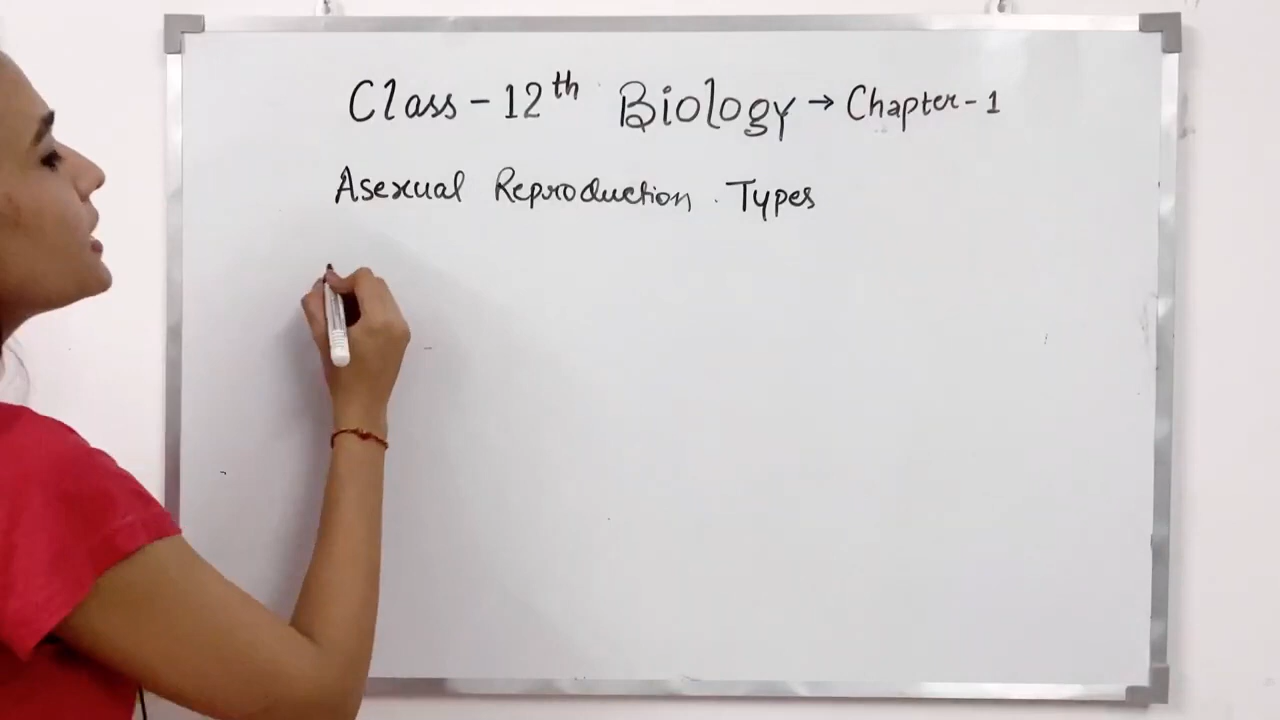 Class - 12th Biology → Chapter - 1
Asexual Reproduction Types